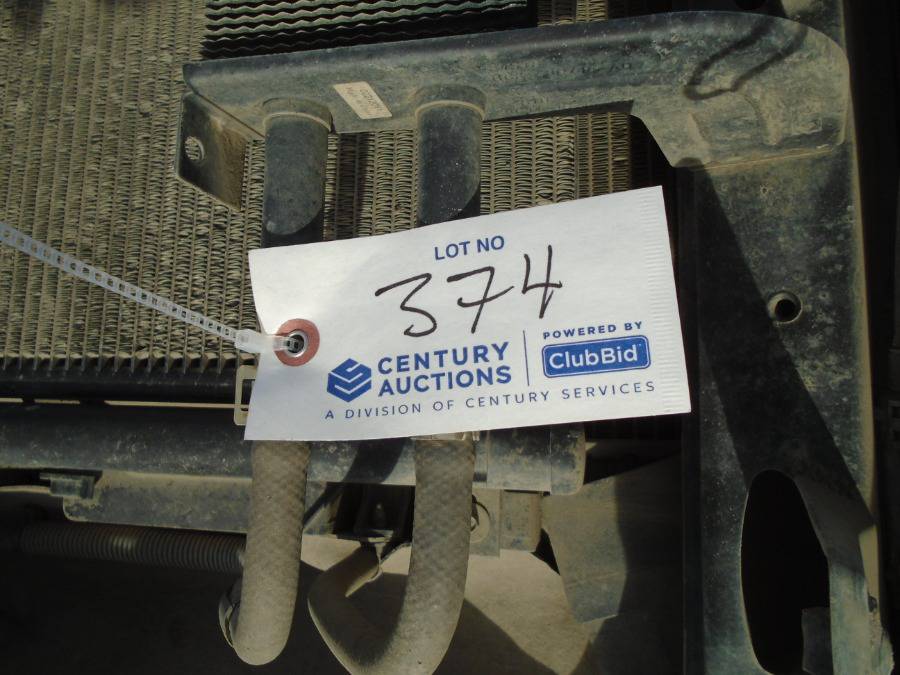 LOT NO
374
CENTURY
AUCTIONS
POWERED BY
ClubBid
A DIVISION OF CENTURY SERVICES